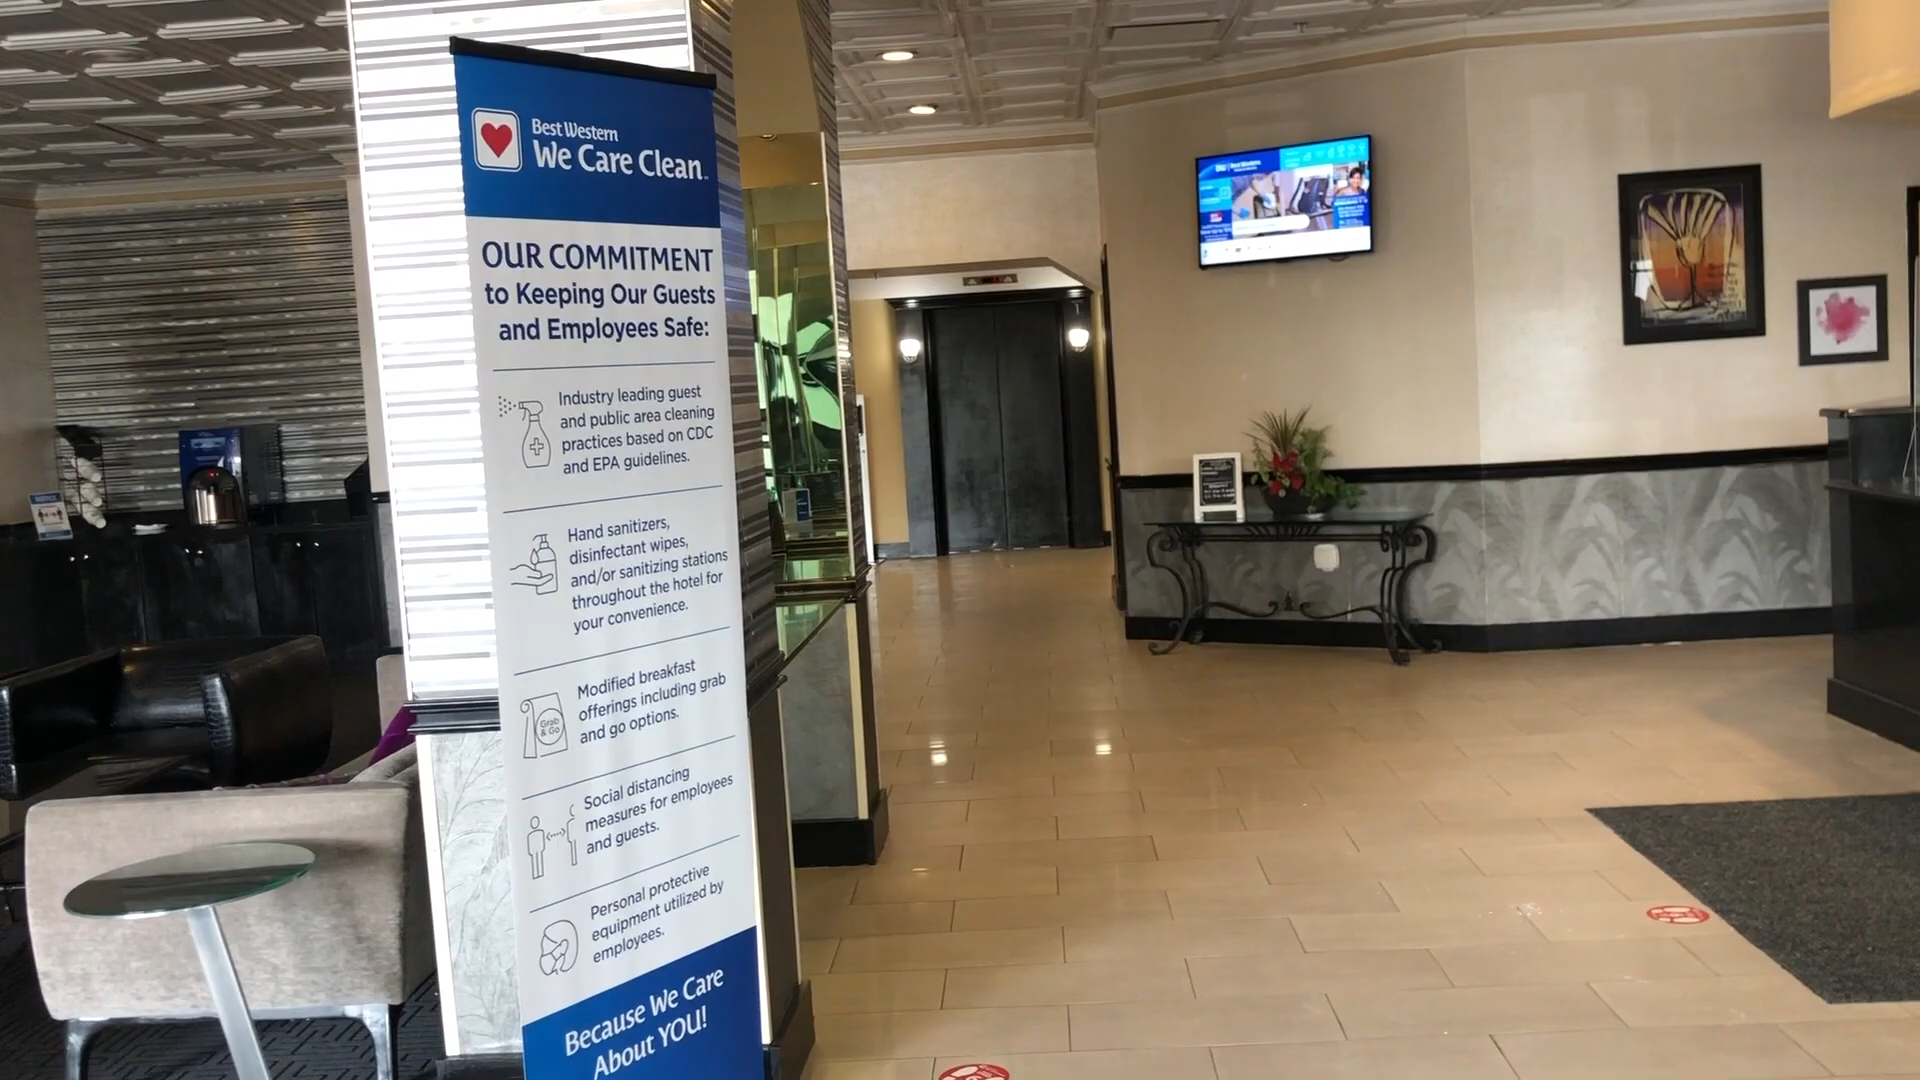 Best Western
We Care Clean
OUR COMMITMENT
to Keeping Our Guests
and Employees Safe:
Industry leading guest
and public area cleaning
practices based on CDC
and EPA guidelines.
Hand sanitizers,
disinfectant wipes,
and/or sanitizing stations
throughout the hotel for
your convenience.
Grab
& Go
Modified breakfast
offerings including grab
and go options.
Social distancing
measures for employees
and guests.
Personal protective
equipment utilized by
employees.
Because We Care
About YOU!